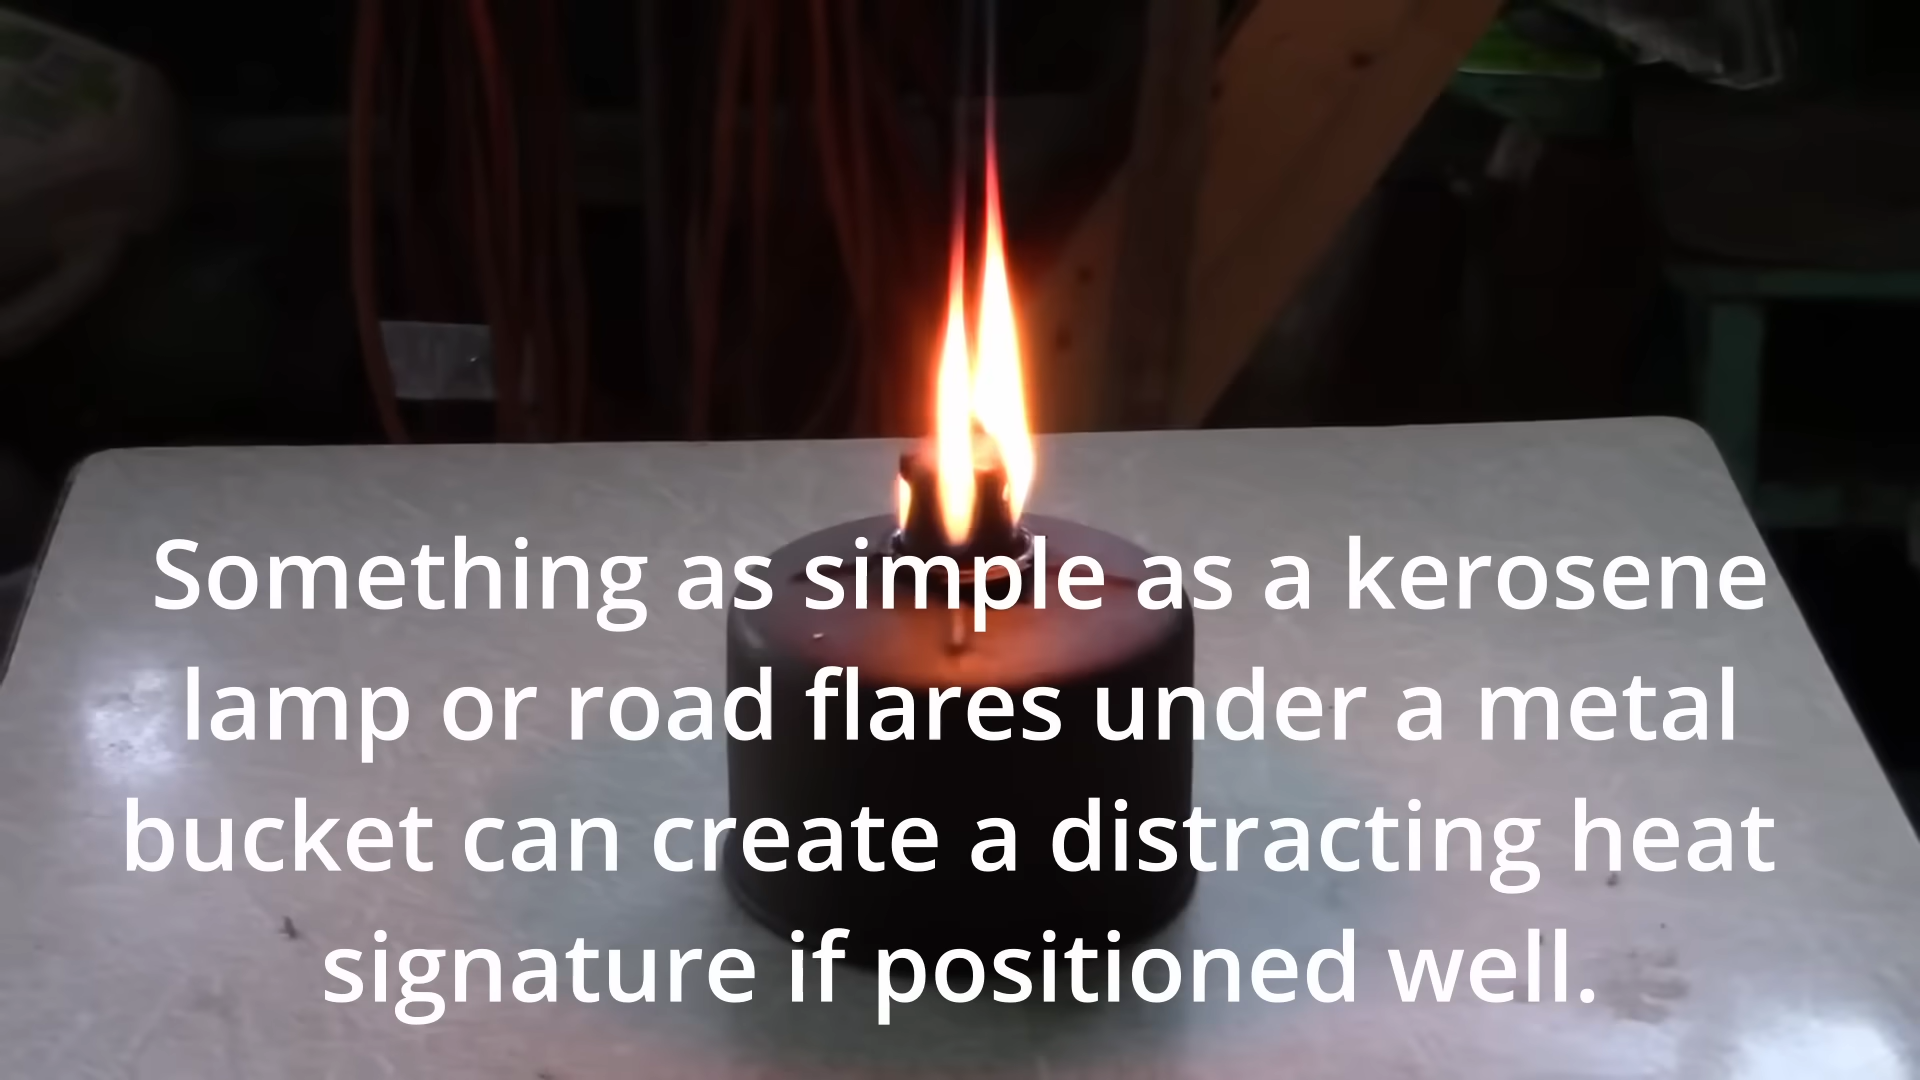 Something as simple as a kerosene
lamp or road flares under a metal
bucket can create a distracting heat
signature if positioned well.